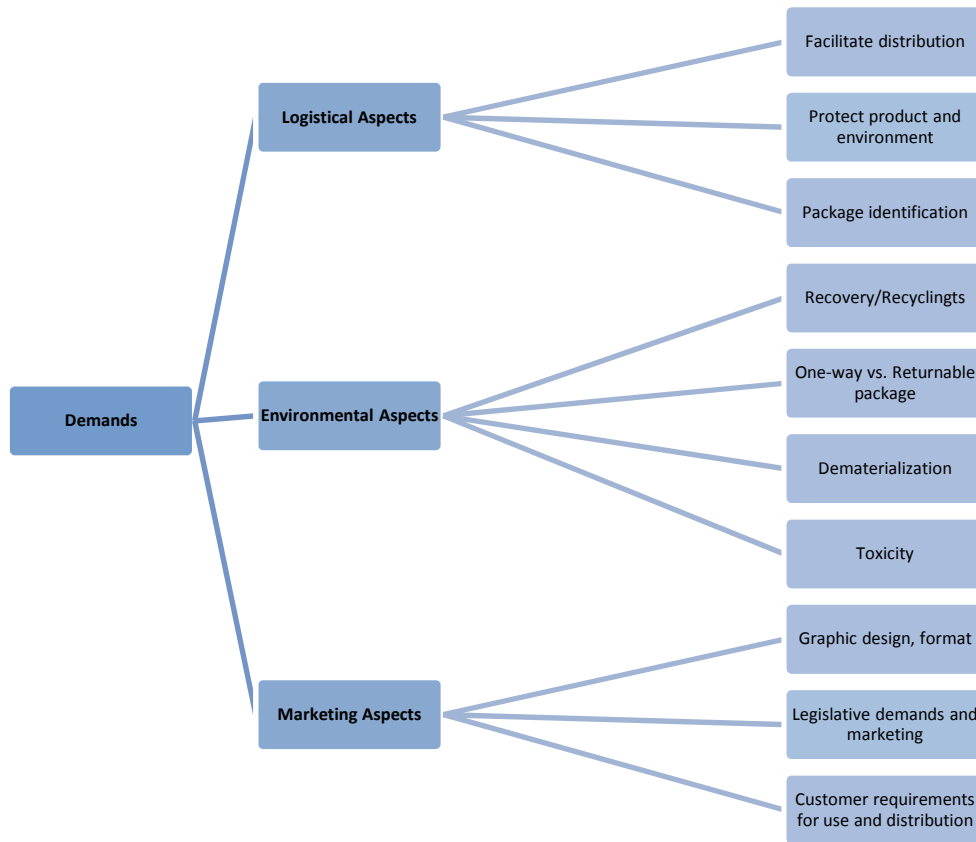 Demands
Logistical Aspects
Facilitate distribution
Protect product and
environment
Package identification
Environmental Aspects
Recovery/Recyclingts
One-way vs. Returnable
package
Dematerialization
Toxicity
Marketing Aspects
Graphic design, format
Legislative demands and
marketing
Customer requirements
for use and distribution